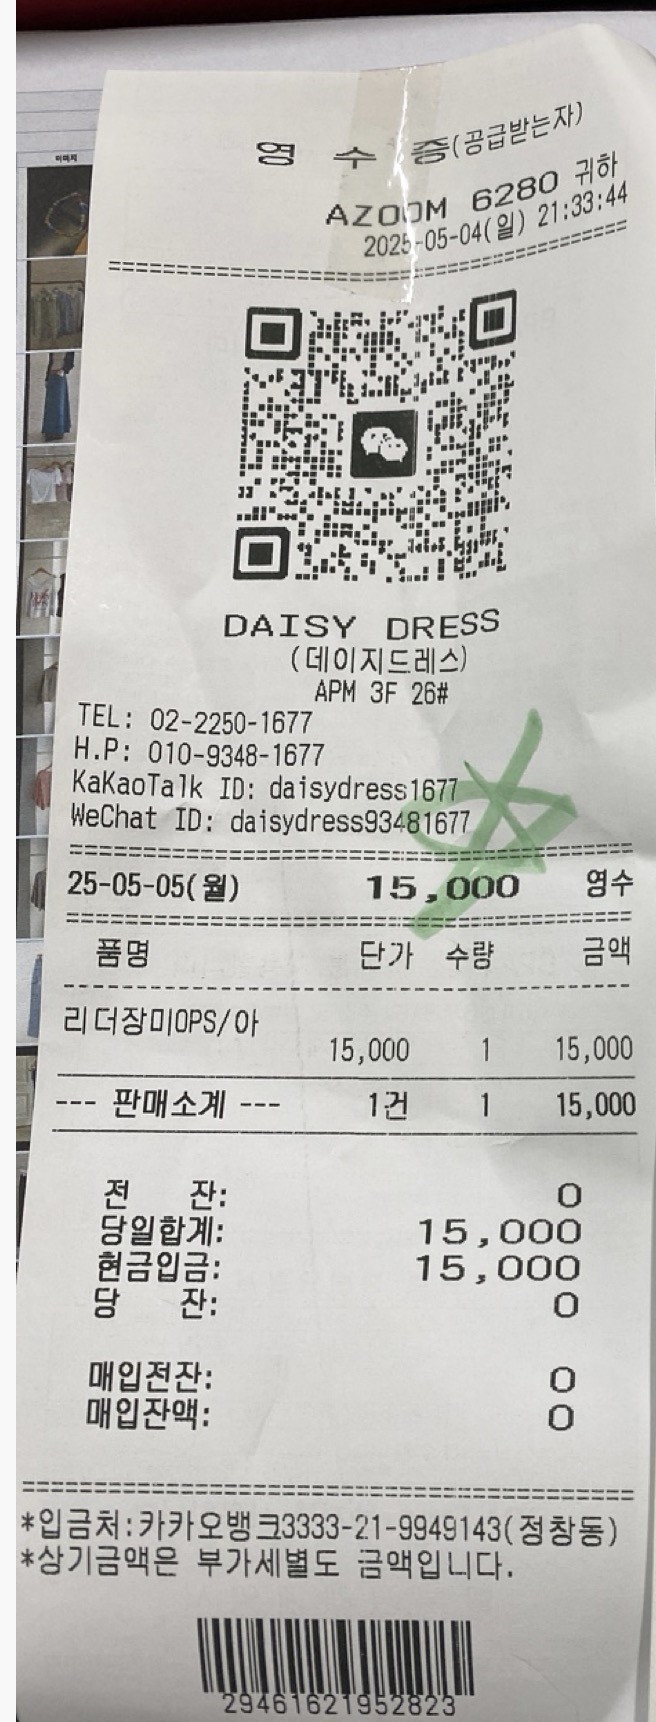 이미지
영 수 증(공급받는자)
AZOOM 6280 귀하
2025-05-04(일) 21:33:44
DAISY DRESS
(데이지드레스)
APM 3F 26#
TEL: 02-2250-1677
H.P: 010-9348-1677
KaKaoTalk ID: daisydress1677
WeChat ID: daisydress93481677
25-05-05(월) 15,000 영수
품명 단가 수량 금액
리더장미OPS/아
15,000 1 15,000
--- 판매소계 --- 1건 1 15,000
전 잔: 0
당일합계: 15,000
현금입금: 15,000
당 잔: 0
매입전잔: 0
매입잔액: 0
*입금처:카카오뱅크3333-21-9949143(정창동)
*상기금액은 부가세별도 금액입니다.
29461621952823